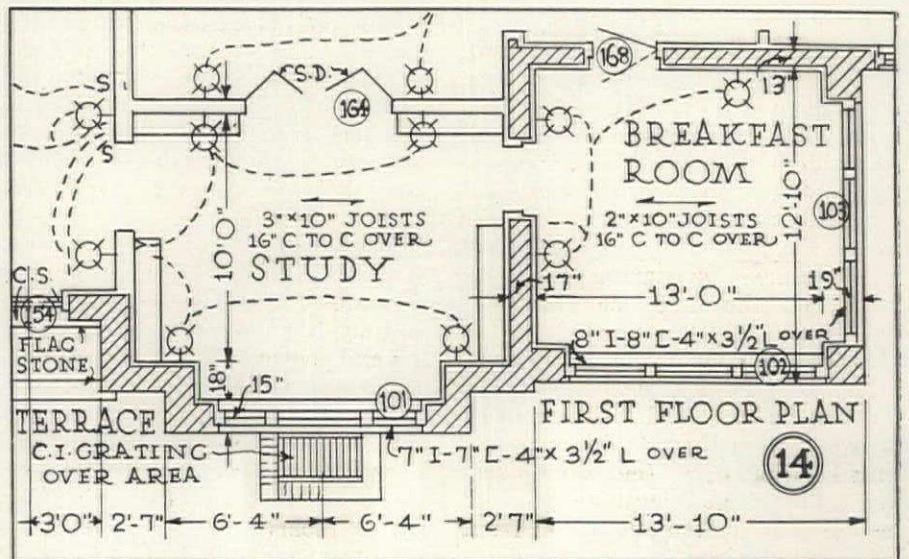 S.D.
164
168
13"
S
S
BREAKFAST
ROOM
3"×10" JOISTS
16" C TO C OVER
STUDY
10'-0"
2"×10" JOISTS
16" C TO C OVER
12'-10"
103
C.S.
154
FLAG
STONE
17"
13'-0"
19"
8" I-8" [-4"×3½" L OVER
102
18"
15"
101
TERRACE
FIRST FLOOR PLAN
C.I. GRATING
OVER AREA
7" I-7" [-4"× 3½" L OVER
14
3'0"
2'-7"
6'-4"
6'-4"
2'7"
13'-10"